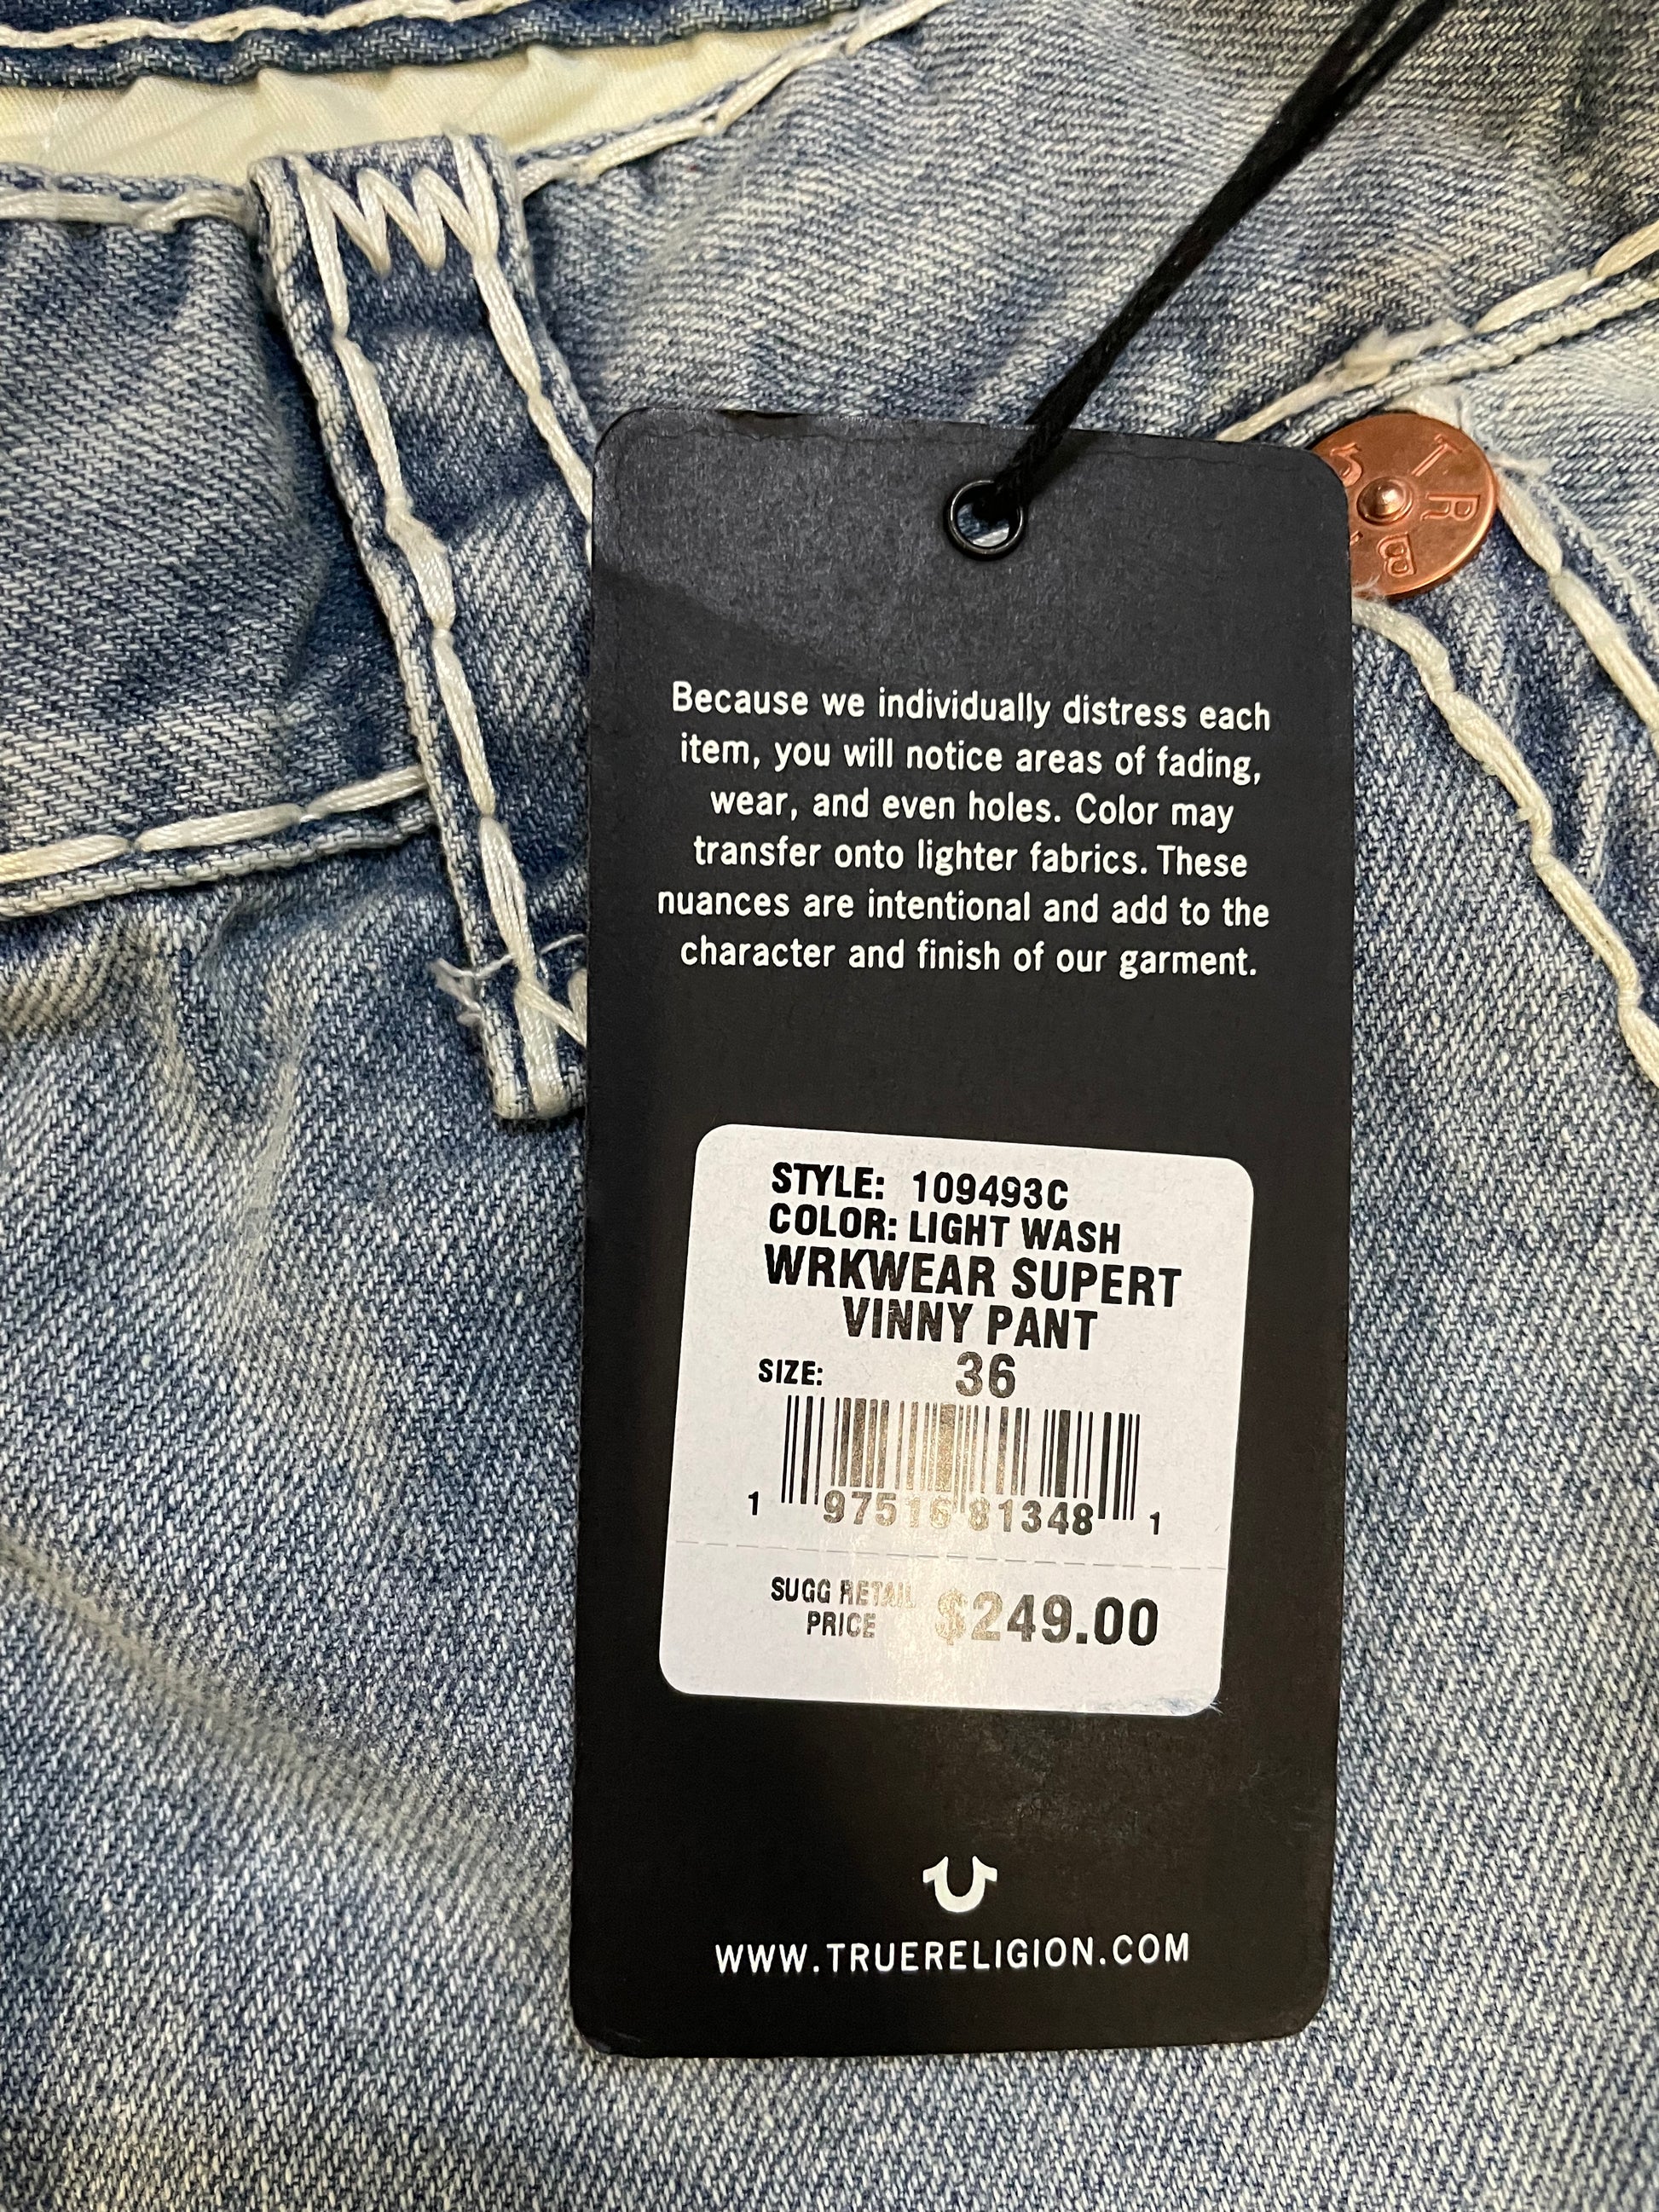 T R B
Because we individually distress each
item, you will notice areas of fading,
wear, and even holes. Color may
transfer onto lighter fabrics. These
nuances are intentional and add to the
character and finish of our garment.
STYLE: 109493C
COLOR: LIGHT WASH
WRKWEAR SUPERT
VINNY PANT
SIZE: 36
1 97516 81348 1
SUGG RETAIL
PRICE $249.00
WWW.TRUERELIGION.COM